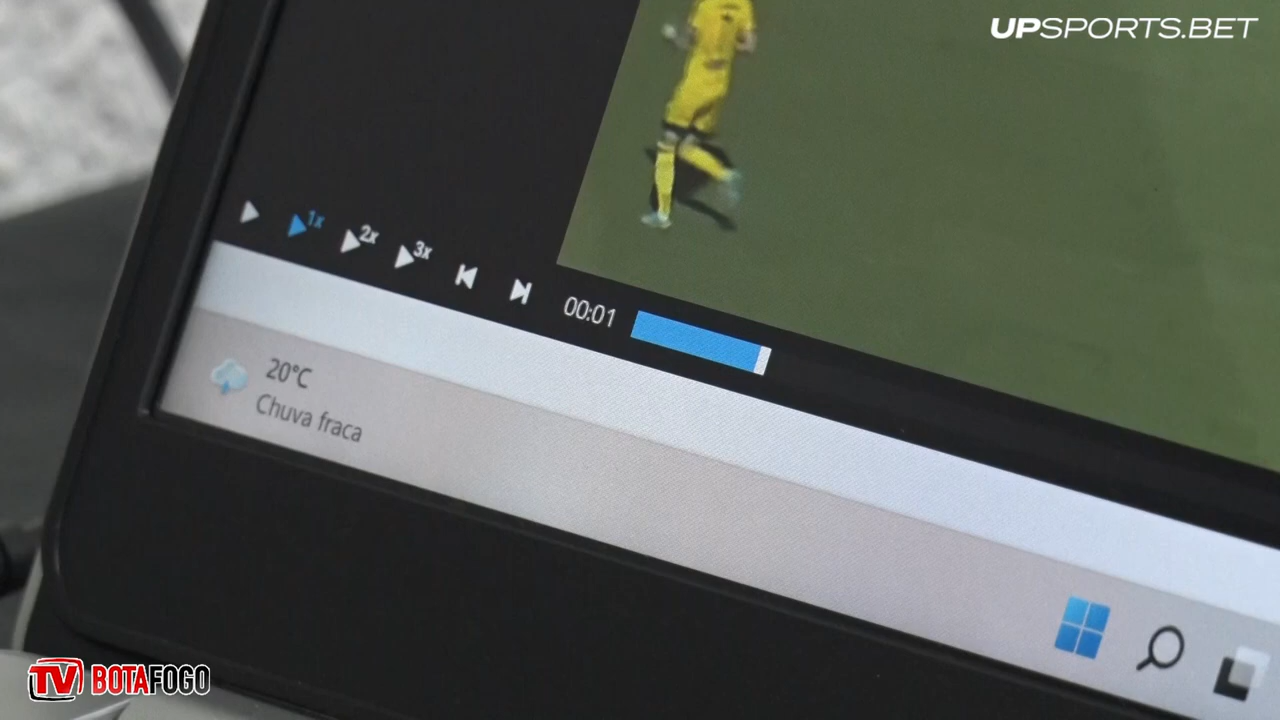 UPSPORTS.BET
1x
2x
3x
00:01
20°C
Chuva fraca
TV BOTAFOGO